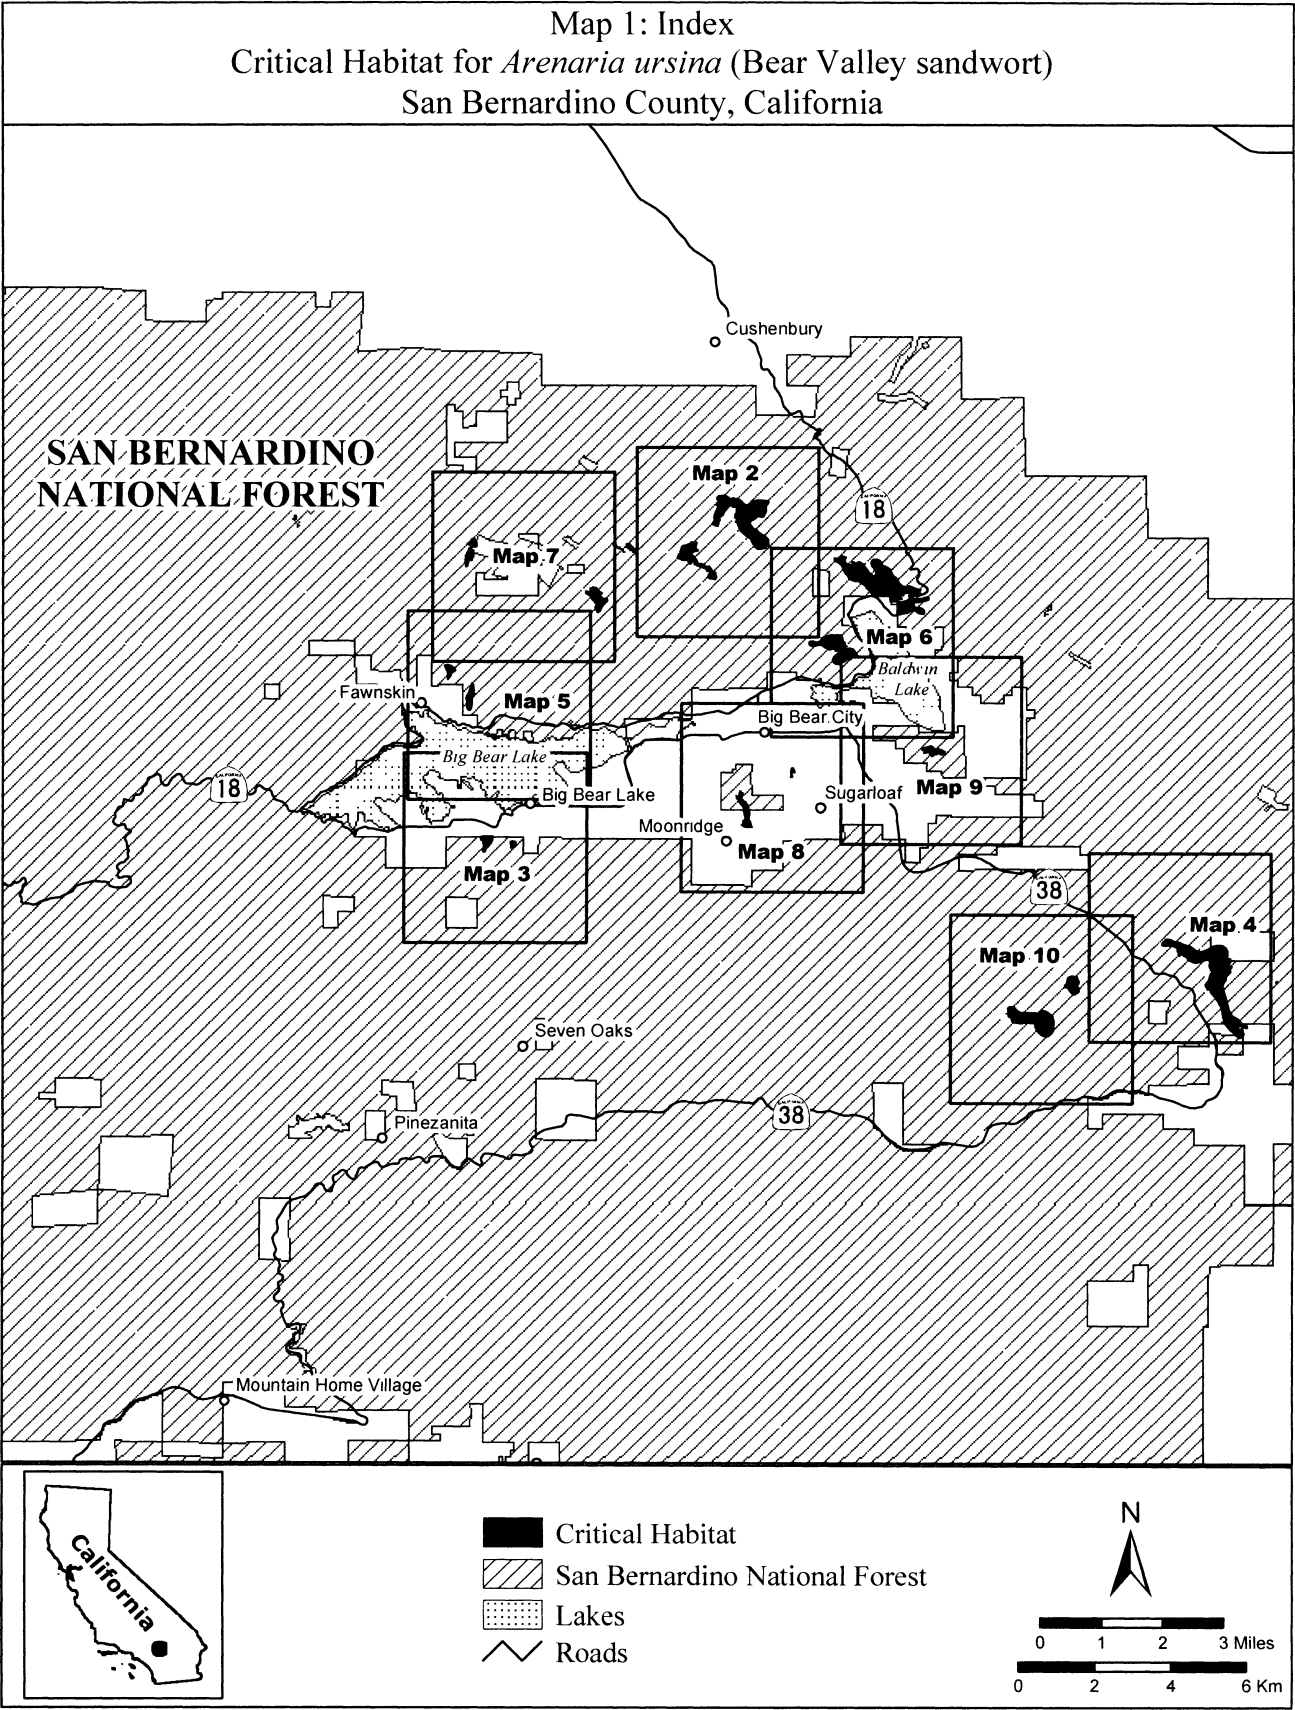 Map 1: Index
Critical Habitat for Arenaria ursina (Bear Valley sandwort)
San Bernardino County, California
Cushenbury
SAN BERNARDINO
NATIONAL FOREST
Map 2
CALIFORNIA
18
Map 7
Map 6
Baldwin
Lake
Fawnskin
Map 5
Big Bear City
Big Bear Lake
CALIFORNIA
18
Big Bear Lake
Sugarloaf
Map 9
Moonridge
Map 8
Map 3
CALIFORNIA
38
Map 4
Map 10
Seven Oaks
CALIFORNIA
38
Pinezanita
Mountain Home Village
California
Critical Habitat
San Bernardino National Forest
Lakes
Roads
N
0 1 2 3 Miles
0 2 4 6 Km